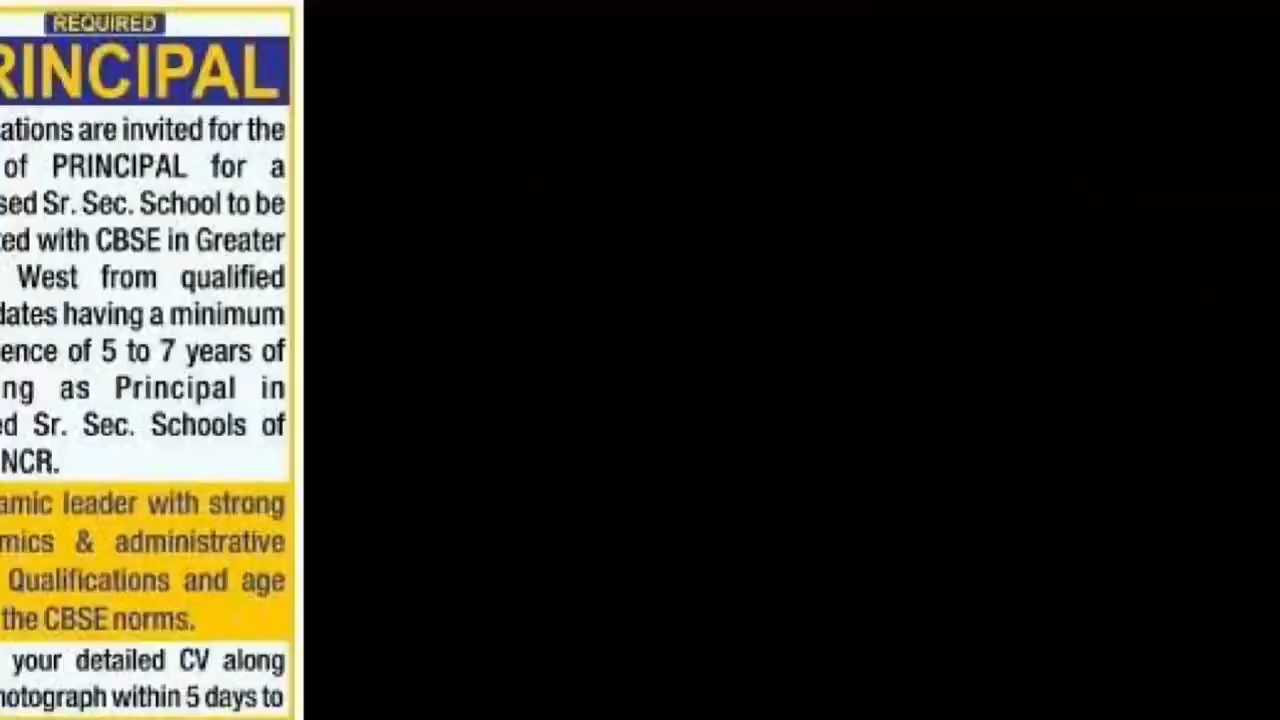 REQUIRED
RINCIPAL
ations are invited for the
of PRINCIPAL for a
sed Sr. Sec. School to be
ted with CBSE in Greater
West from qualified
dates having a minimum
ence of 5 to 7 years of
ng as Principal in
ed Sr. Sec. Schools of
NCR.
amic leader with strong
mics & administrative
Qualifications and age
the CBSE norms.
your detailed CV along
hotograph within 5 days to